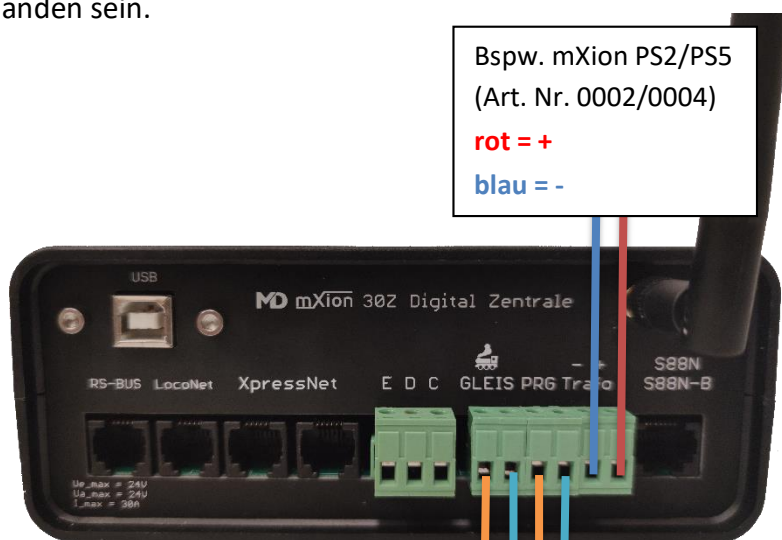 anden sein.
Bspw. mXion PS2/PS5
(Art. Nr. 0002/0004)
rot = +
blau = -
USB
MD mXion 30Z Digital Zentrale
- +
S88N
RS-BUS LocoNet XpressNet E D C GLEIS PRG Trafo S88N-B
Ue_max = 24V
Ua_max = 24V
I_max = 30A